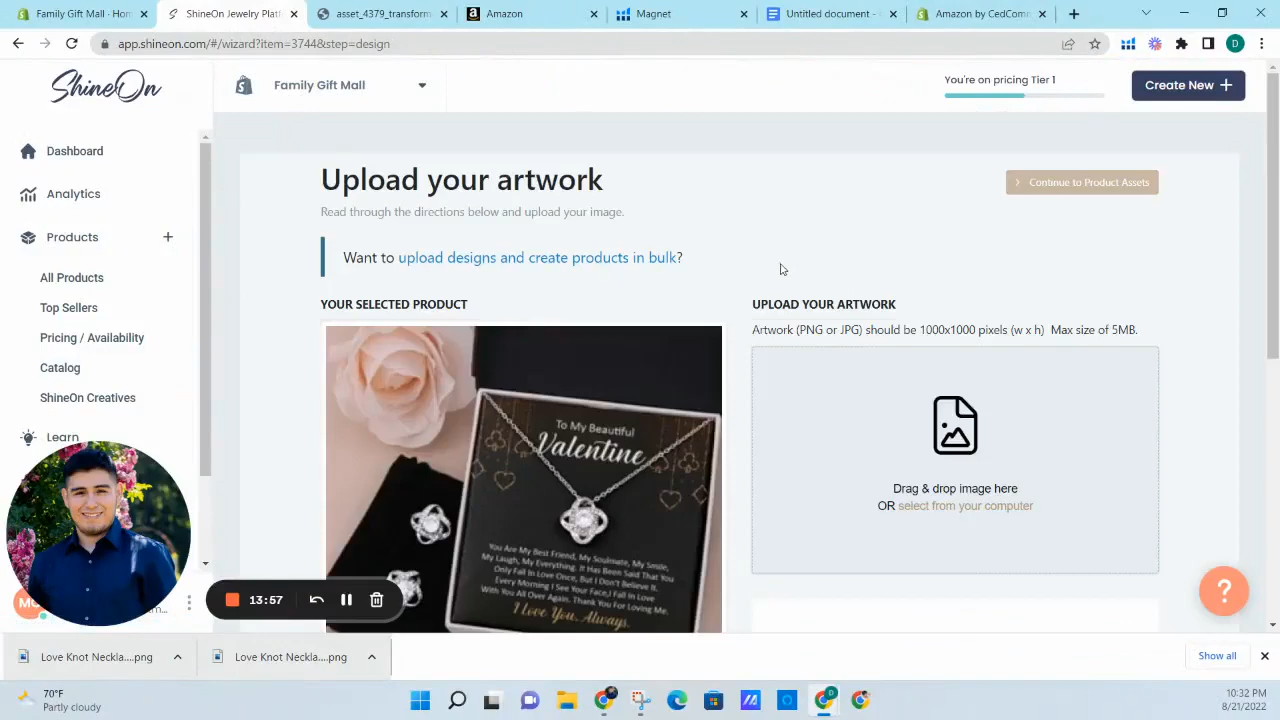 Family Gift Mall · Home ·
ShineOn Jewelry Platf
asset_4379_transform
Amazon
Magnet
Untitled document -
Amazon by CedComm
app.shineon.com/#/wizard?item=3744&step=design
D
ShineOn
Family Gift Mall
You're on pricing Tier 1
Create New +
Dashboard
Analytics
Products +
All Products
Top Sellers
Pricing / Availability
Catalog
ShineOn Creatives
Learn
Upload your artwork
Continue to Product Assets
Read through the directions below and upload your image.
Want to upload designs and create products in bulk?
YOUR SELECTED PRODUCT
To My Beautiful
Valentine
You Are My Best Friend, My Soulmate, My Smile,
My Laugh, My Everything. It Has Been Said That You
Only Fall In Love Once, But I Don't Believe It.
Every Morning I See Your Face,I Fall In Love
With You All Over Again. Thank You For Loving Me.
I Love You, Always.
UPLOAD YOUR ARTWORK
Artwork (PNG or JPG) should be 1000x1000 pixels (w x h) Max size of 5MB.
Drag & drop image here
OR select from your computer
13:57
?
Love Knot Neckla....png
Love Knot Neckla....png
Show all
70°F
Partly cloudy
10:32 PM
8/21/2022